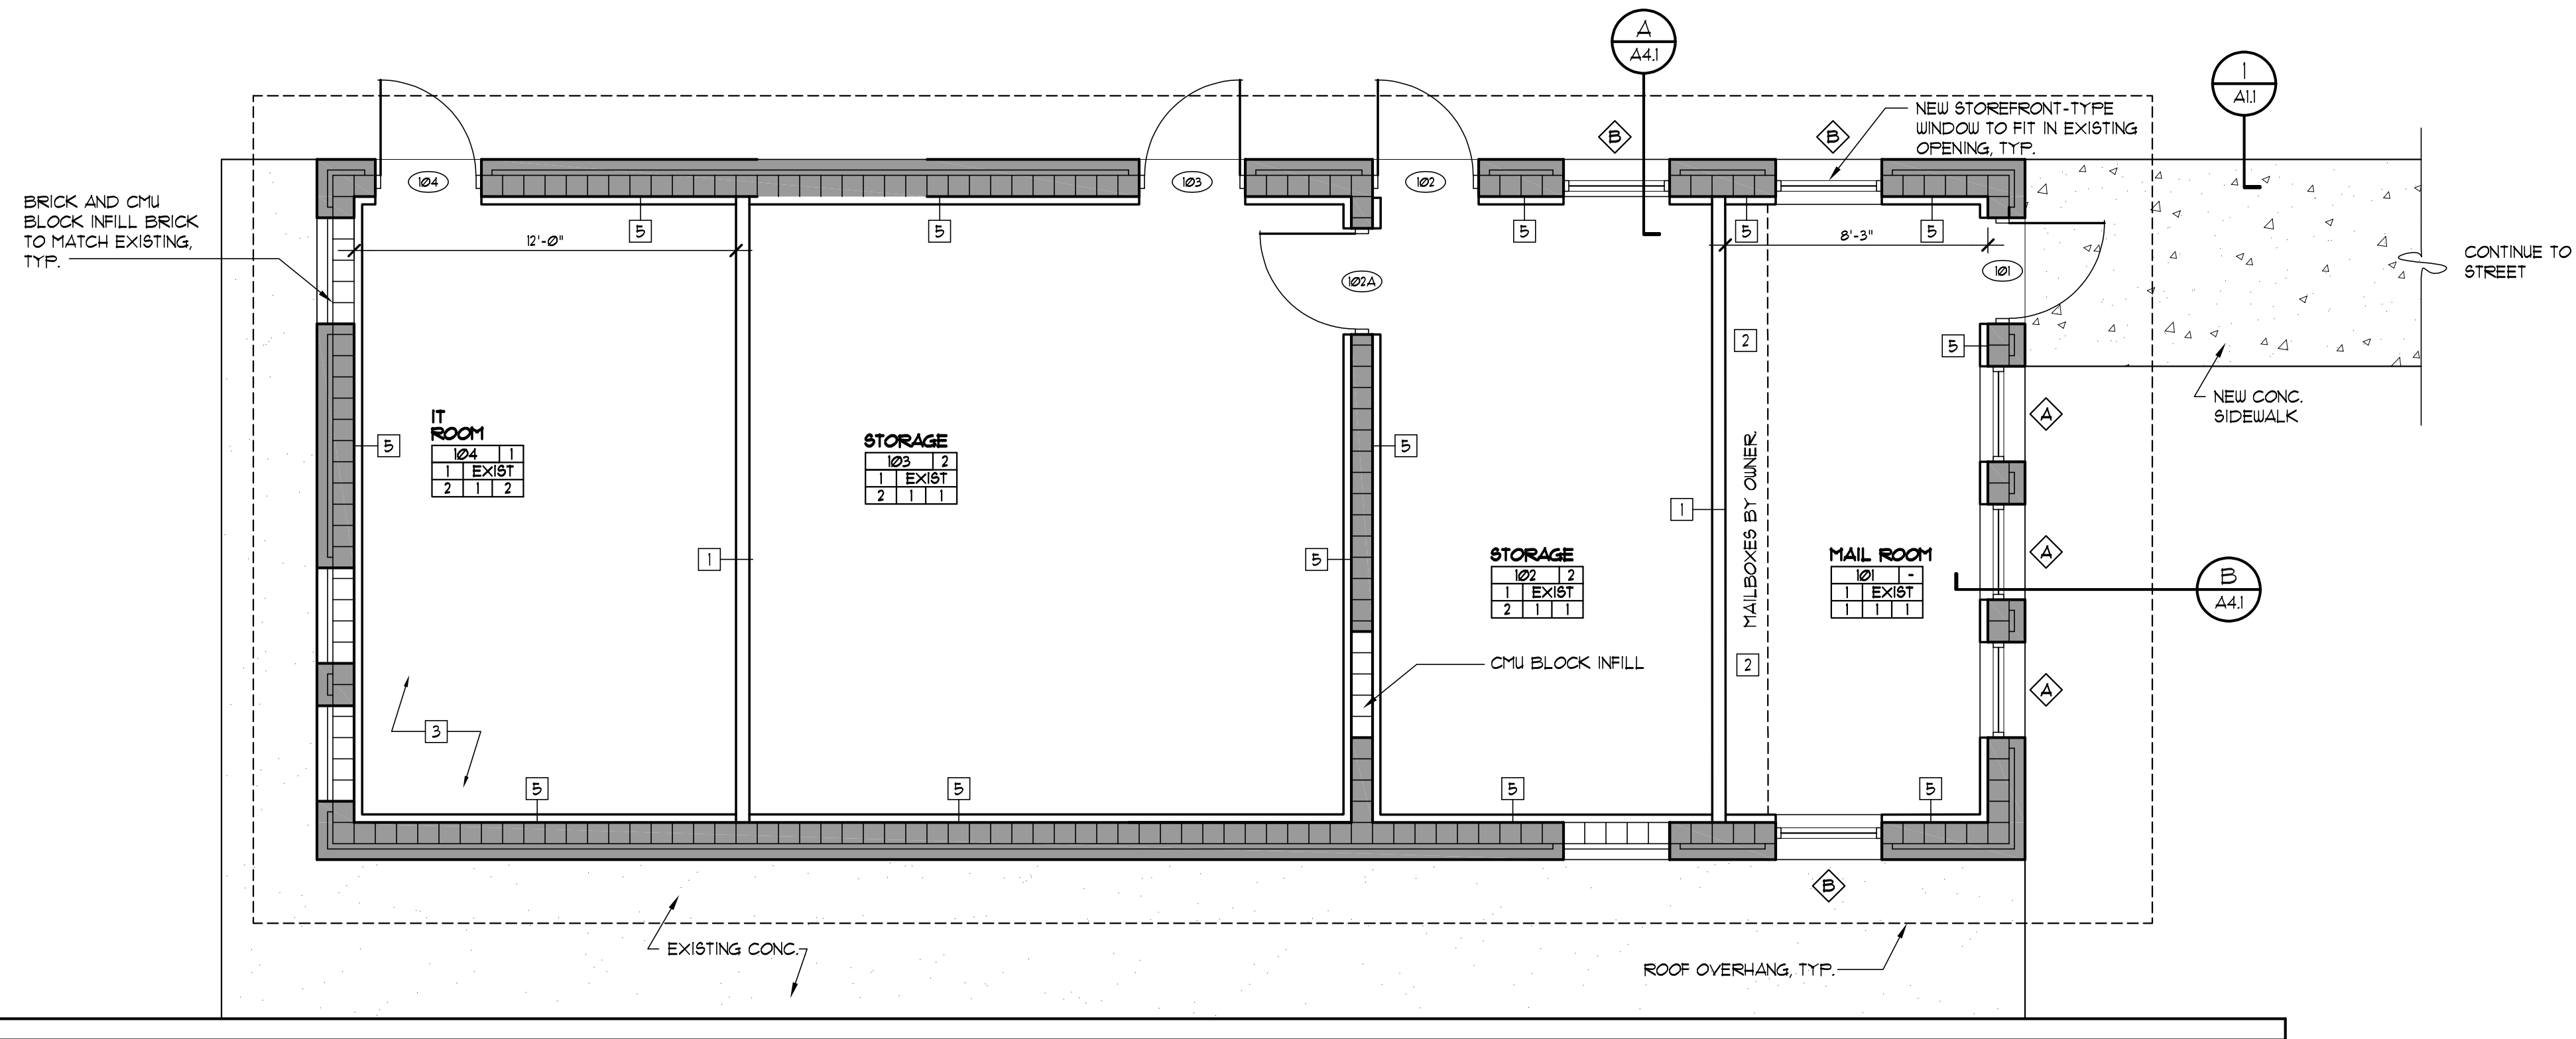 A
A4.1
1
A1.1
B
B
NEW STOREFRONT-TYPE
WINDOW TO FIT IN EXISTING
OPENING, TYP.
104
103
102
BRICK AND CMU
BLOCK INFILL BRICK
TO MATCH EXISTING,
TYP.
12'-0"
5
5
5
5
5
8'-3"
101
102A
CONTINUE TO
STREET
2
5
NEW CONC.
SIDEWALK
A
IT
ROOM
104 1
1 EXIST
2 1 2
5
STORAGE
103 2
1 EXIST
2 1 1
5
1
MAILBOXES BY OWNER.
1
5
STORAGE
102 2
1 EXIST
2 1 1
MAIL ROOM
101 -
1 EXIST
1 1 1
A
B
A4.1
CMU BLOCK INFILL
2
A
3
5
5
5
5
B
EXISTING CONC.
ROOF OVERHANG, TYP.